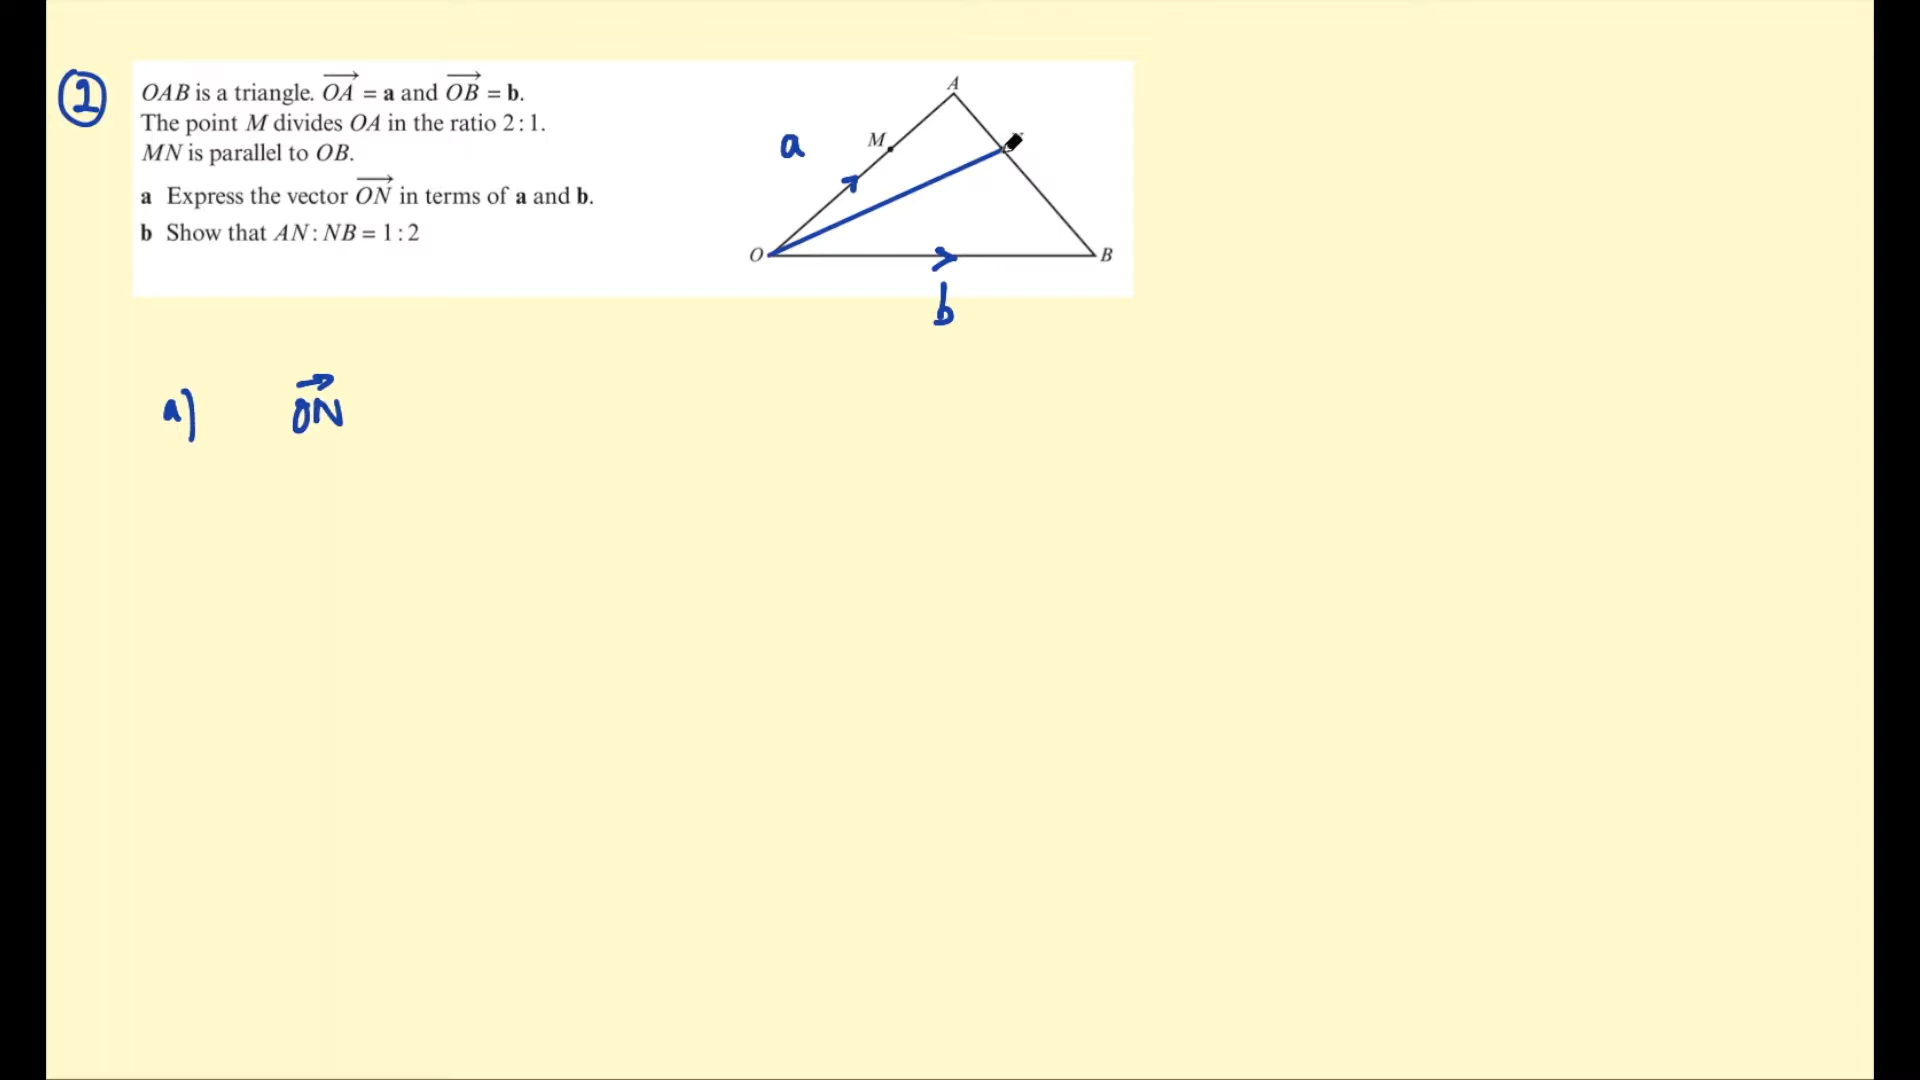 1
OAB is a triangle. OA = a and OB = b.
The point M divides OA in the ratio 2 : 1.
MN is parallel to OB.
a Express the vector ON in terms of a and b.
b Show that AN : NB = 1 : 2
A
M
a
O
B
b
a) ON